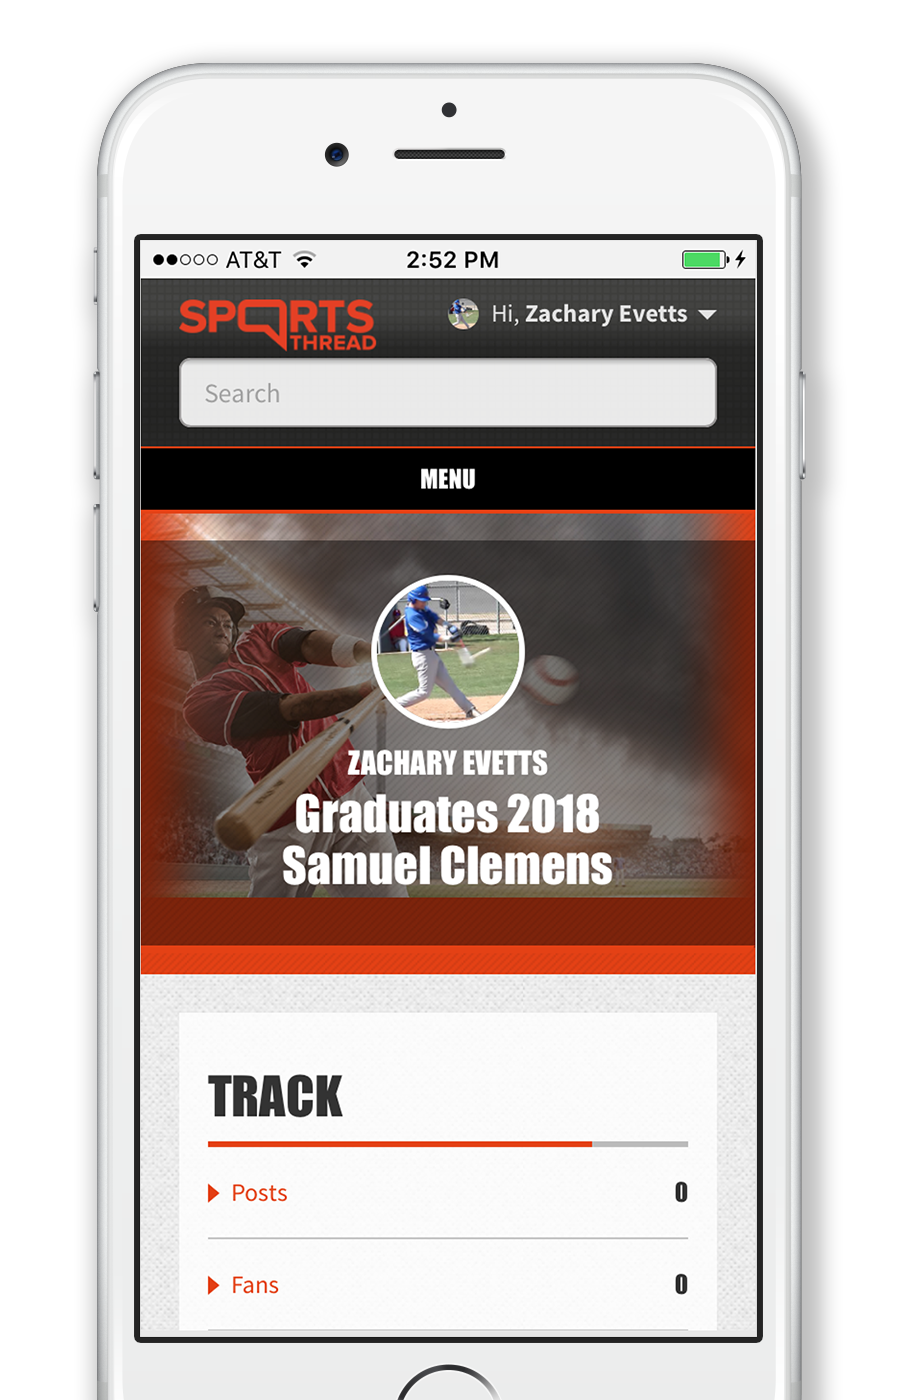 AT&T 2:52 PM
SPORTS
THREAD
Hi, Zachary Evetts
Search
MENU
ZACHARY EVETTS
Graduates 2018
Samuel Clemens
TRACK
Posts 0
Fans 0